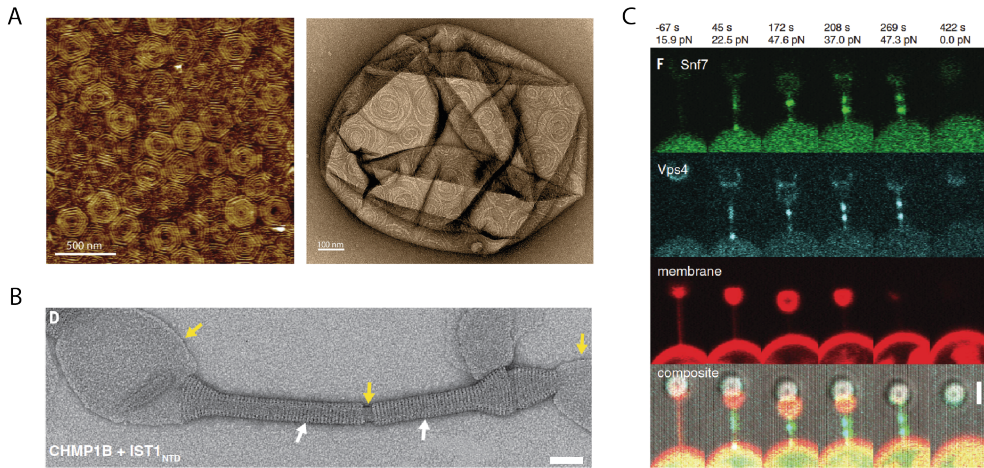 A
500 nm
100 nm
B
D
CHMP1B + IST1NTD
C
-67 s 45 s 172 s 208 s 269 s 422 s
15.9 pN 22.5 pN 47.6 pN 37.0 pN 47.3 pN 0.0 pN
F Snf7
Vps4
membrane
composite